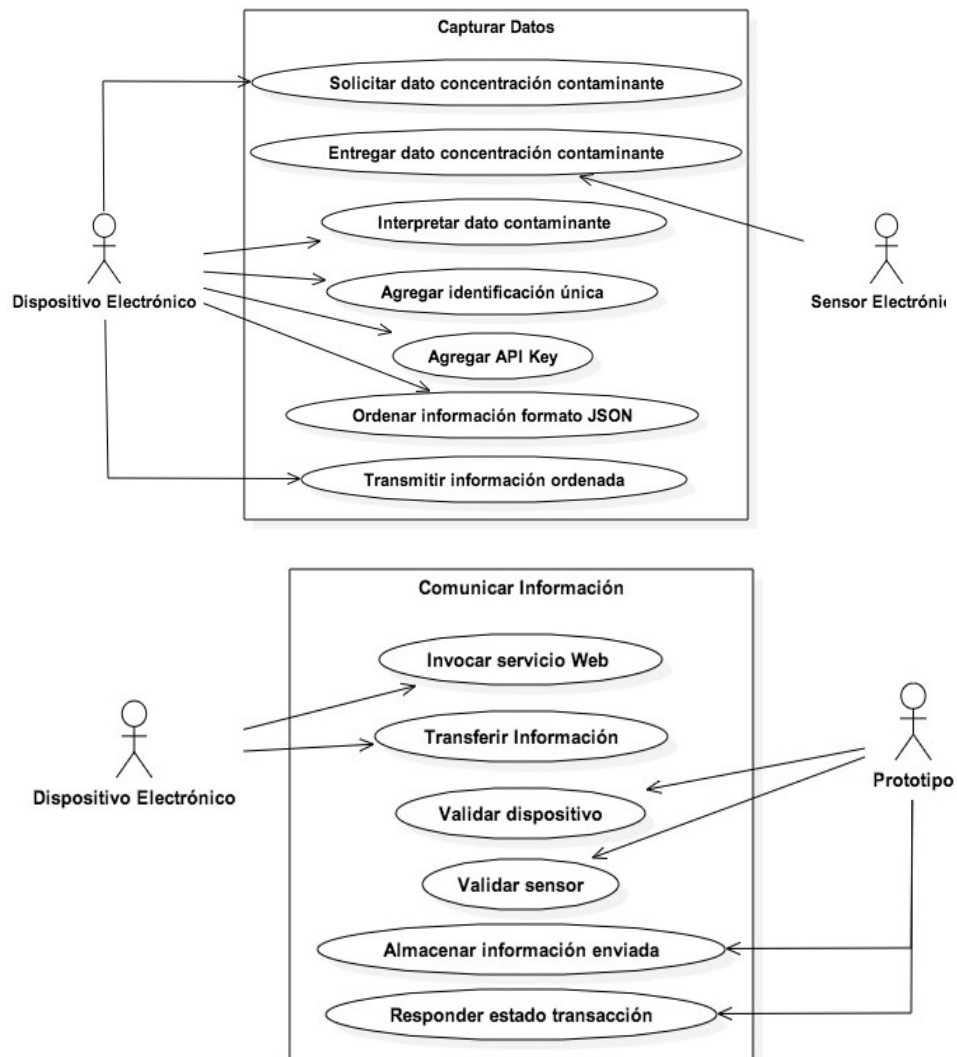 Capturar Datos
Solicitar dato concentración contaminante
Entregar dato concentración contaminante
Interpretar dato contaminante
Dispositivo Electrónico
Agregar identificación única
Sensor Electróni
Agregar API Key
Ordenar información formato JSON
Transmitir información ordenada
Comunicar Información
Invocar servicio Web
Transferir Información
Dispositivo Electrónico
Prototipo
Validar dispositivo
Validar sensor
Almacenar información enviada
Responder estado transacción